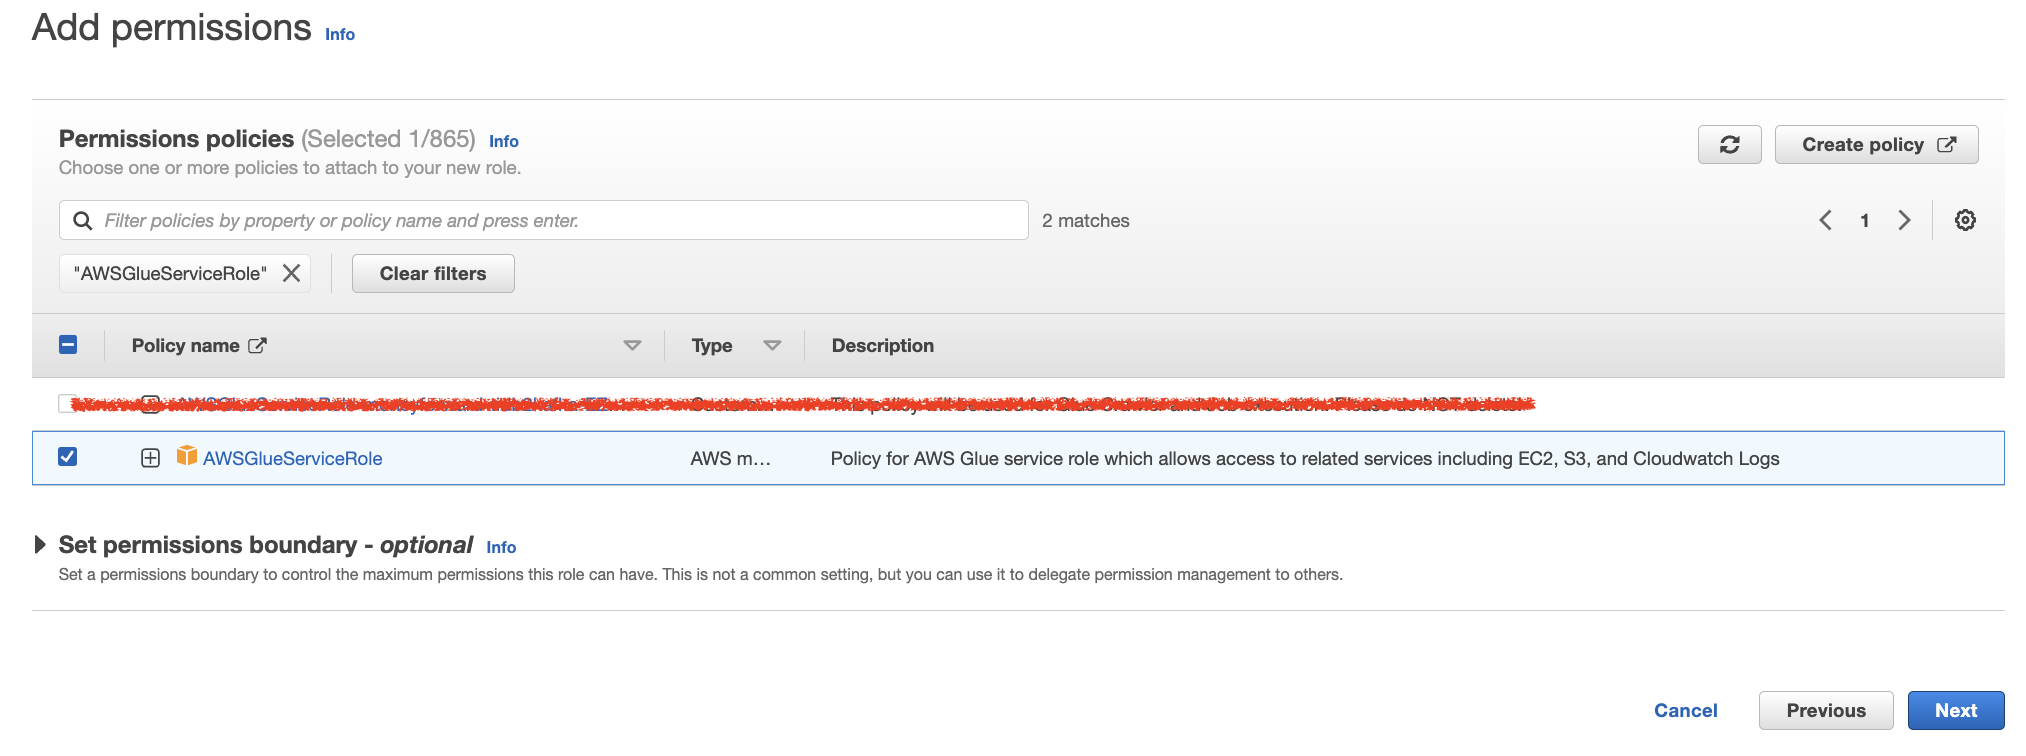 Add permissions Info
Permissions policies (Selected 1/865) Info
Create policy
Choose one or more policies to attach to your new role.
Filter policies by property or policy name and press enter.
2 matches
1
"AWSGlueServiceRole"
Clear filters
Policy name
Type
Description
AWSGlueServiceRole
AWS m...
Policy for AWS Glue service role which allows access to related services including EC2, S3, and Cloudwatch Logs
Set permissions boundary - optional Info
Set a permissions boundary to control the maximum permissions this role can have. This is not a common setting, but you can use it to delegate permission management to others.
Cancel
Previous
Next